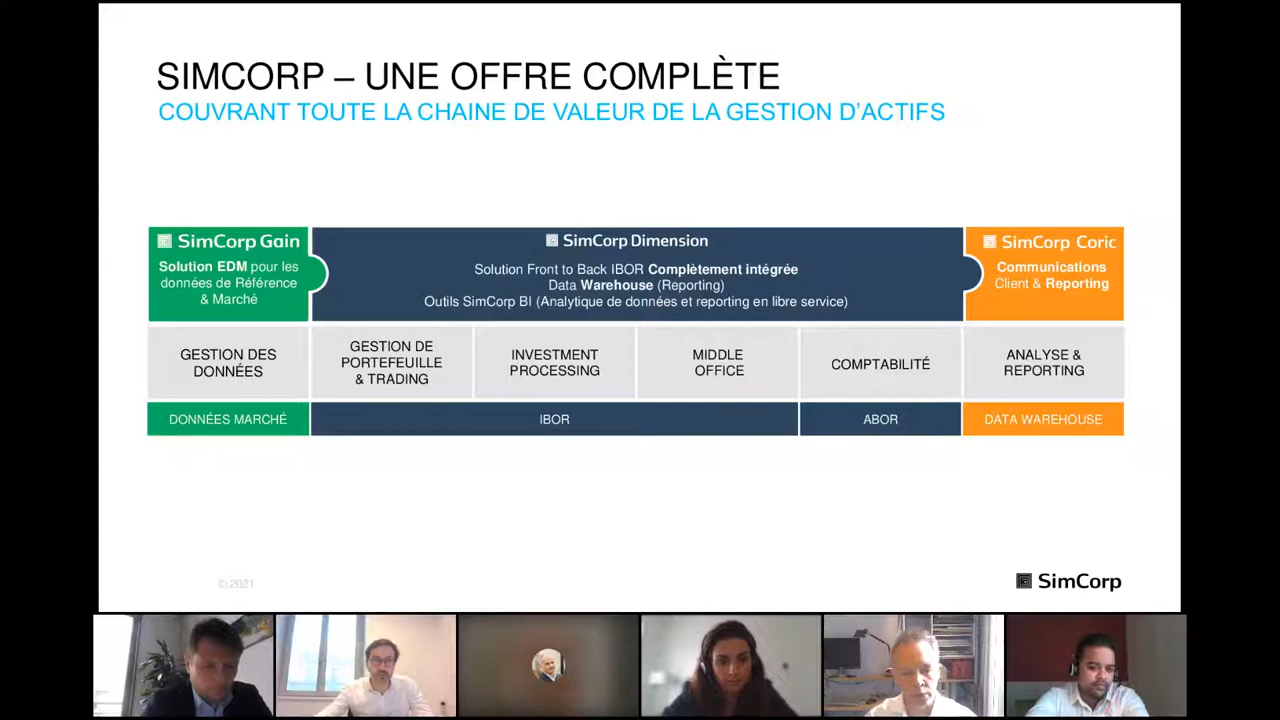 SIMCORP – UNE OFFRE COMPLÈTE
COUVRANT TOUTE LA CHAINE DE VALEUR DE LA GESTION D'ACTIFS
SimCorp Gain
Solution EDM pour les
données de Référence
& Marché
SimCorp Dimension
Solution Front to Back IBOR Complètement intégrée
Data Warehouse (Reporting)
Outils SimCorp BI (Analytique de données et reporting en libre service)
SimCorp Coric
Communications
Client & Reporting
GESTION DES
DONNÉES
GESTION DE
PORTEFEUILLE
& TRADING
INVESTMENT
PROCESSING
MIDDLE
OFFICE
COMPTABILITÉ
ANALYSE &
REPORTING
DONNÉES MARCHÉ
IBOR
ABOR
DATA WAREHOUSE
© 2021
SimCorp